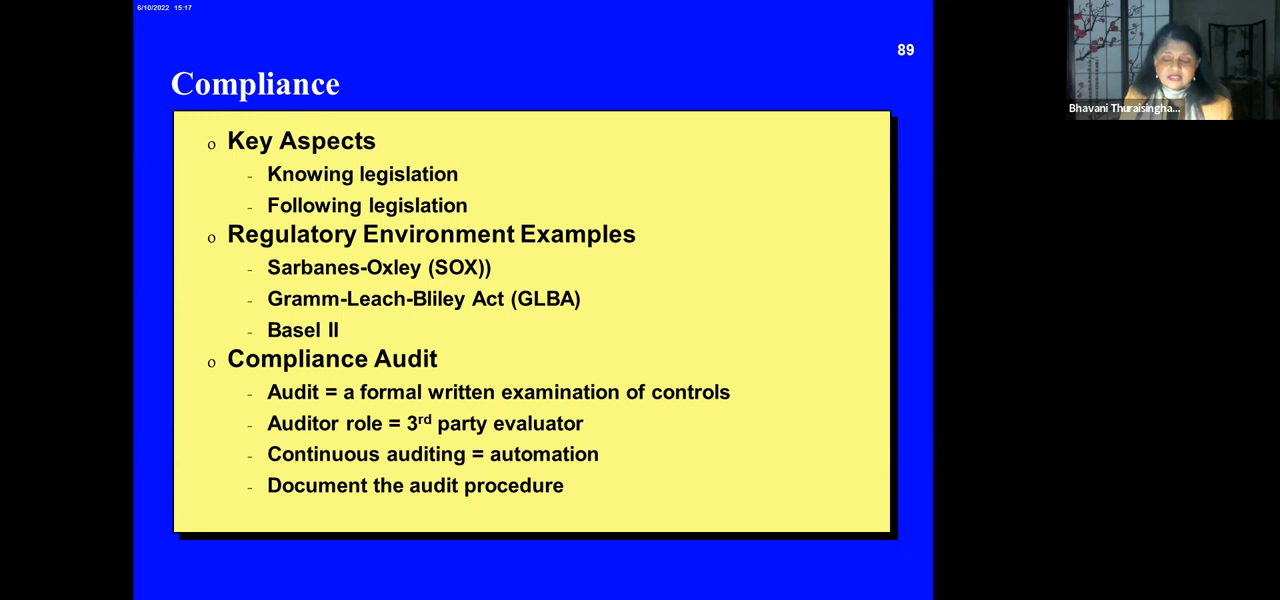 6/10/2022 15:17
89
Compliance
o Key Aspects
- Knowing legislation
- Following legislation
o Regulatory Environment Examples
- Sarbanes-Oxley (SOX))
- Gramm-Leach-Bliley Act (GLBA)
- Basel II
o Compliance Audit
- Audit = a formal written examination of controls
- Auditor role = 3rd party evaluator
- Continuous auditing = automation
- Document the audit procedure
Bhavani Thuraisingha...